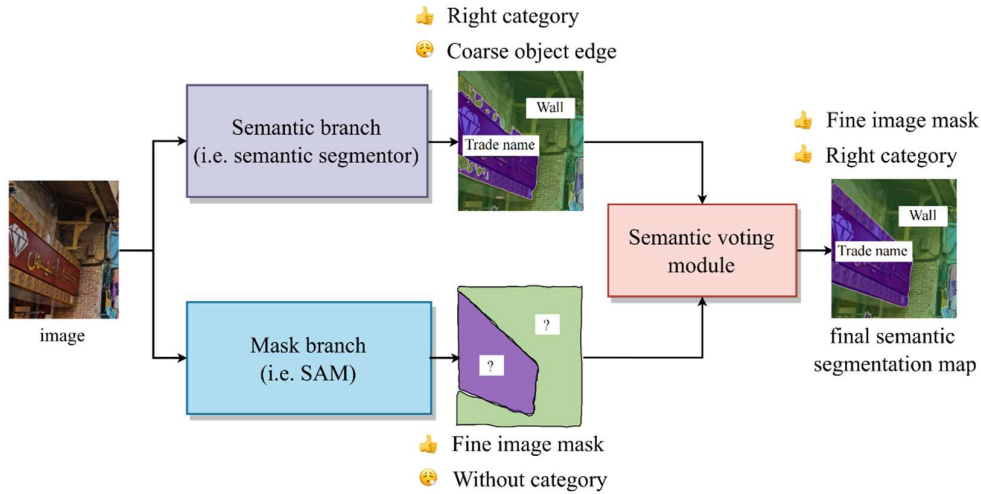 👍 Right category
😮‍💨 Coarse object edge
Semantic branch
(i.e. semantic segmentor)
Wall
Trade name
👍 Fine image mask
👍 Right category
Semantic voting
module
Wall
Trade name
image
final semantic
segmentation map
Mask branch
(i.e. SAM)
?
?
👍 Fine image mask
😮‍💨 Without category